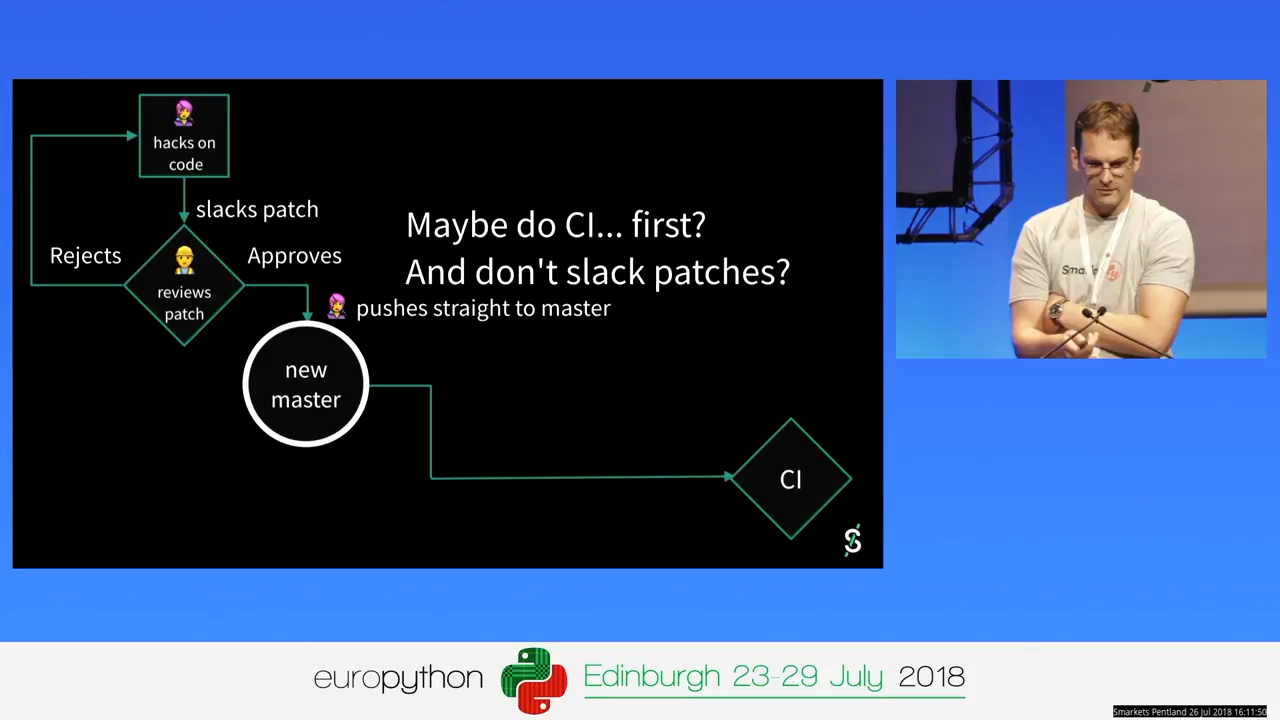 hacks on
code
slacks patch
Rejects
Approves
reviews
patch
Maybe do CI... first?
And don't slack patches?
pushes straight to master
new
master
CI
europython
Edinburgh 23-29 July 2018
Smarkets Pentland 26 Jul 2018 16:11:50